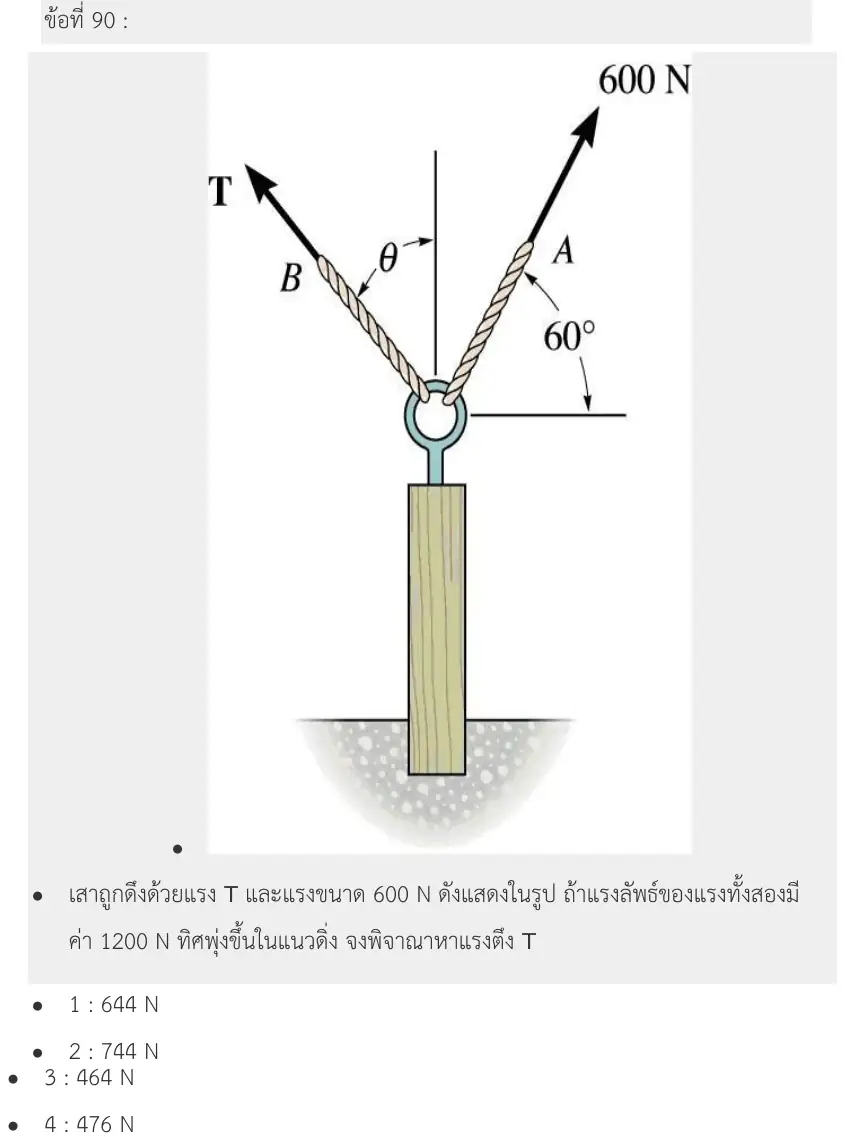 ข้อที่ 90 :
600 N
T
θ
A
B
60°
เสาถูกดึงด้วยแรง T และแรงขนาด 600 N ดังแสดงในรูป ถ้าแรงลัพธ์ของแรงทั้งสองมี
ค่า 1200 N ทิศพุ่งขึ้นในแนวดิ่ง จงพิจาณาหาแรงตึง T
1 : 644 N
2 : 744 N
3 : 464 N
4 : 476 N